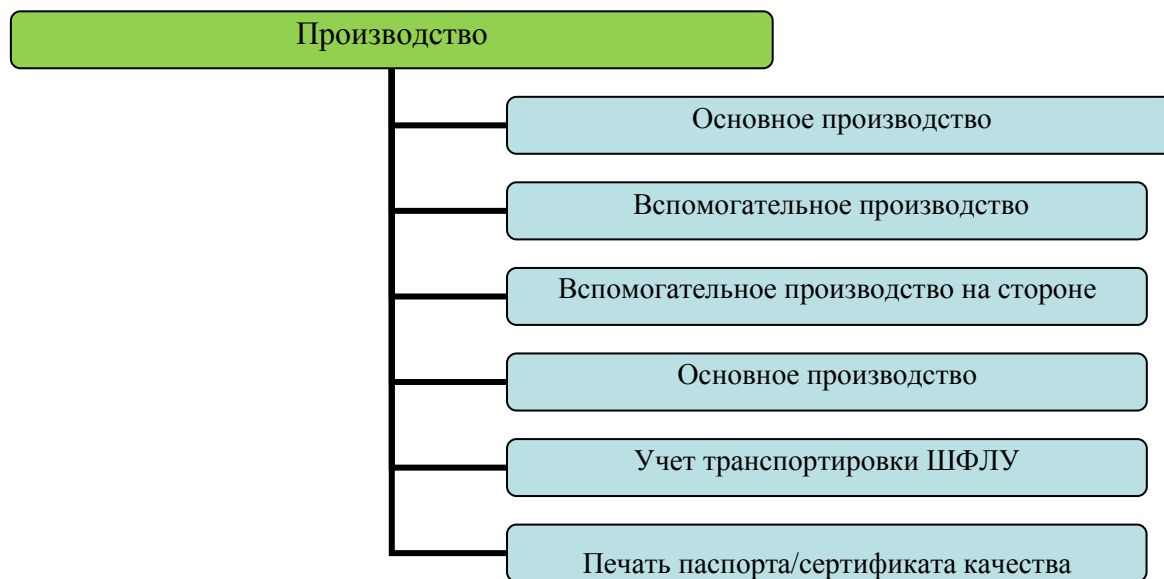 Производство
Основное производство
Вспомогательное производство
Вспомогательное производство на стороне
Основное производство
Учет транспортировки ШФЛУ
Печать паспорта/сертификата качества